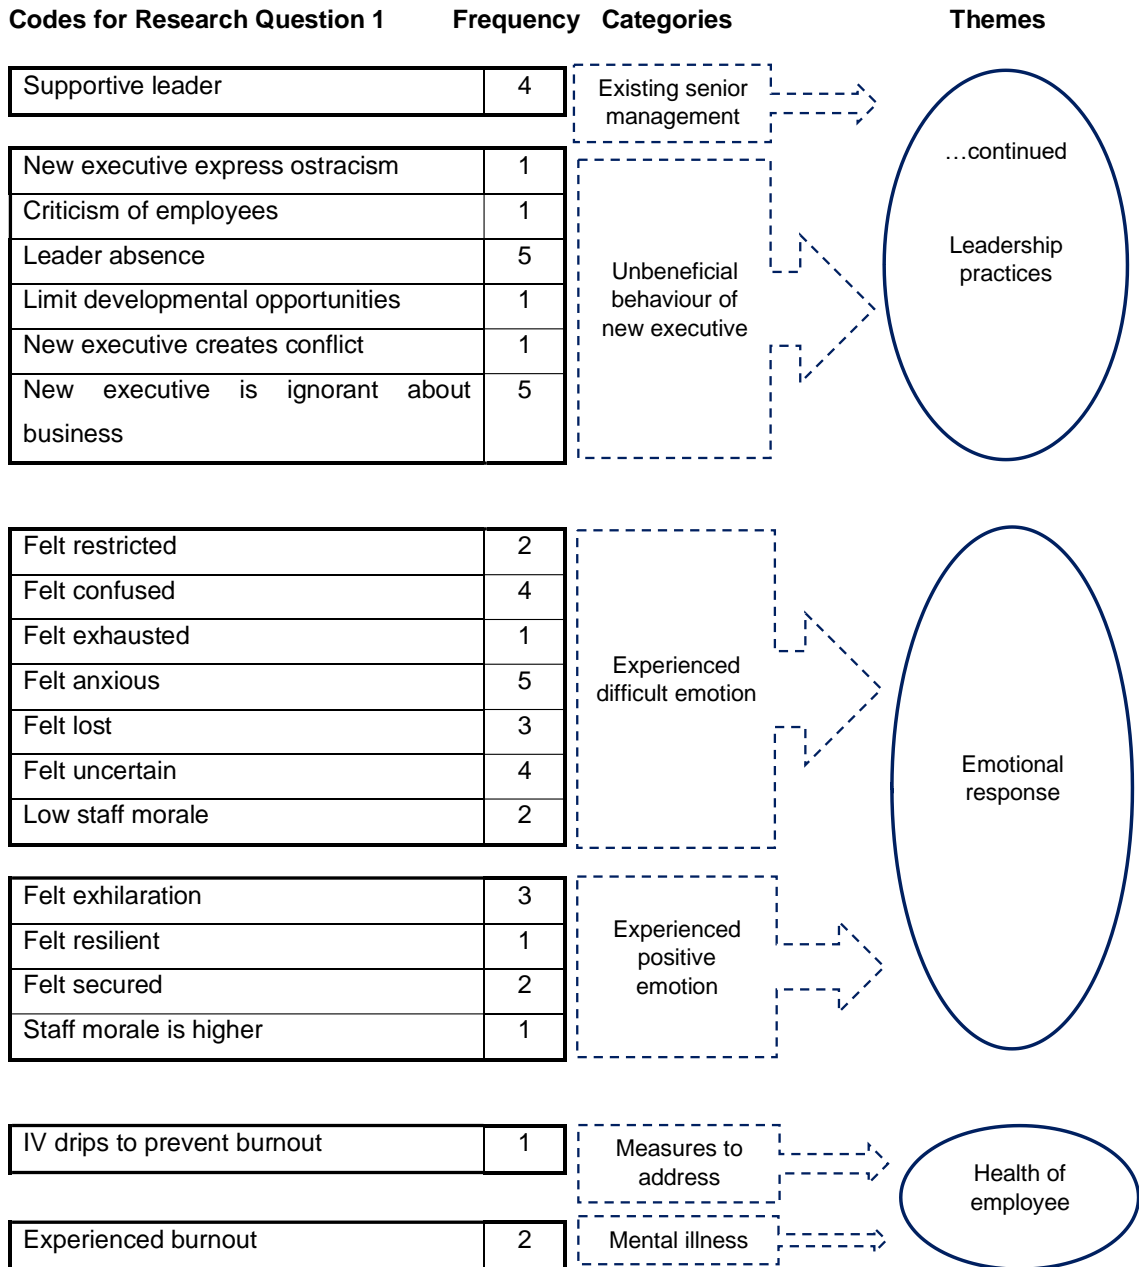 Codes for Research Question 1 Frequency Categories Themes
Supportive leader 4
Existing senior
management
…continued
Leadership
practices
New executive express ostracism 1
Criticism of employees 1
Leader absence 5
Limit developmental opportunities 1
New executive creates conflict 1
New executive is ignorant about 5
business
Unbeneficial
behaviour of
new executive
Felt restricted 2
Felt confused 4
Felt exhausted 1
Felt anxious 5
Felt lost 3
Felt uncertain 4
Low staff morale 2
Experienced
difficult emotion
Emotional
response
Felt exhilaration 3
Felt resilient 1
Felt secured 2
Staff morale is higher 1
Experienced
positive
emotion
IV drips to prevent burnout 1
Measures to
address
Health of
employee
Experienced burnout 2
Mental illness